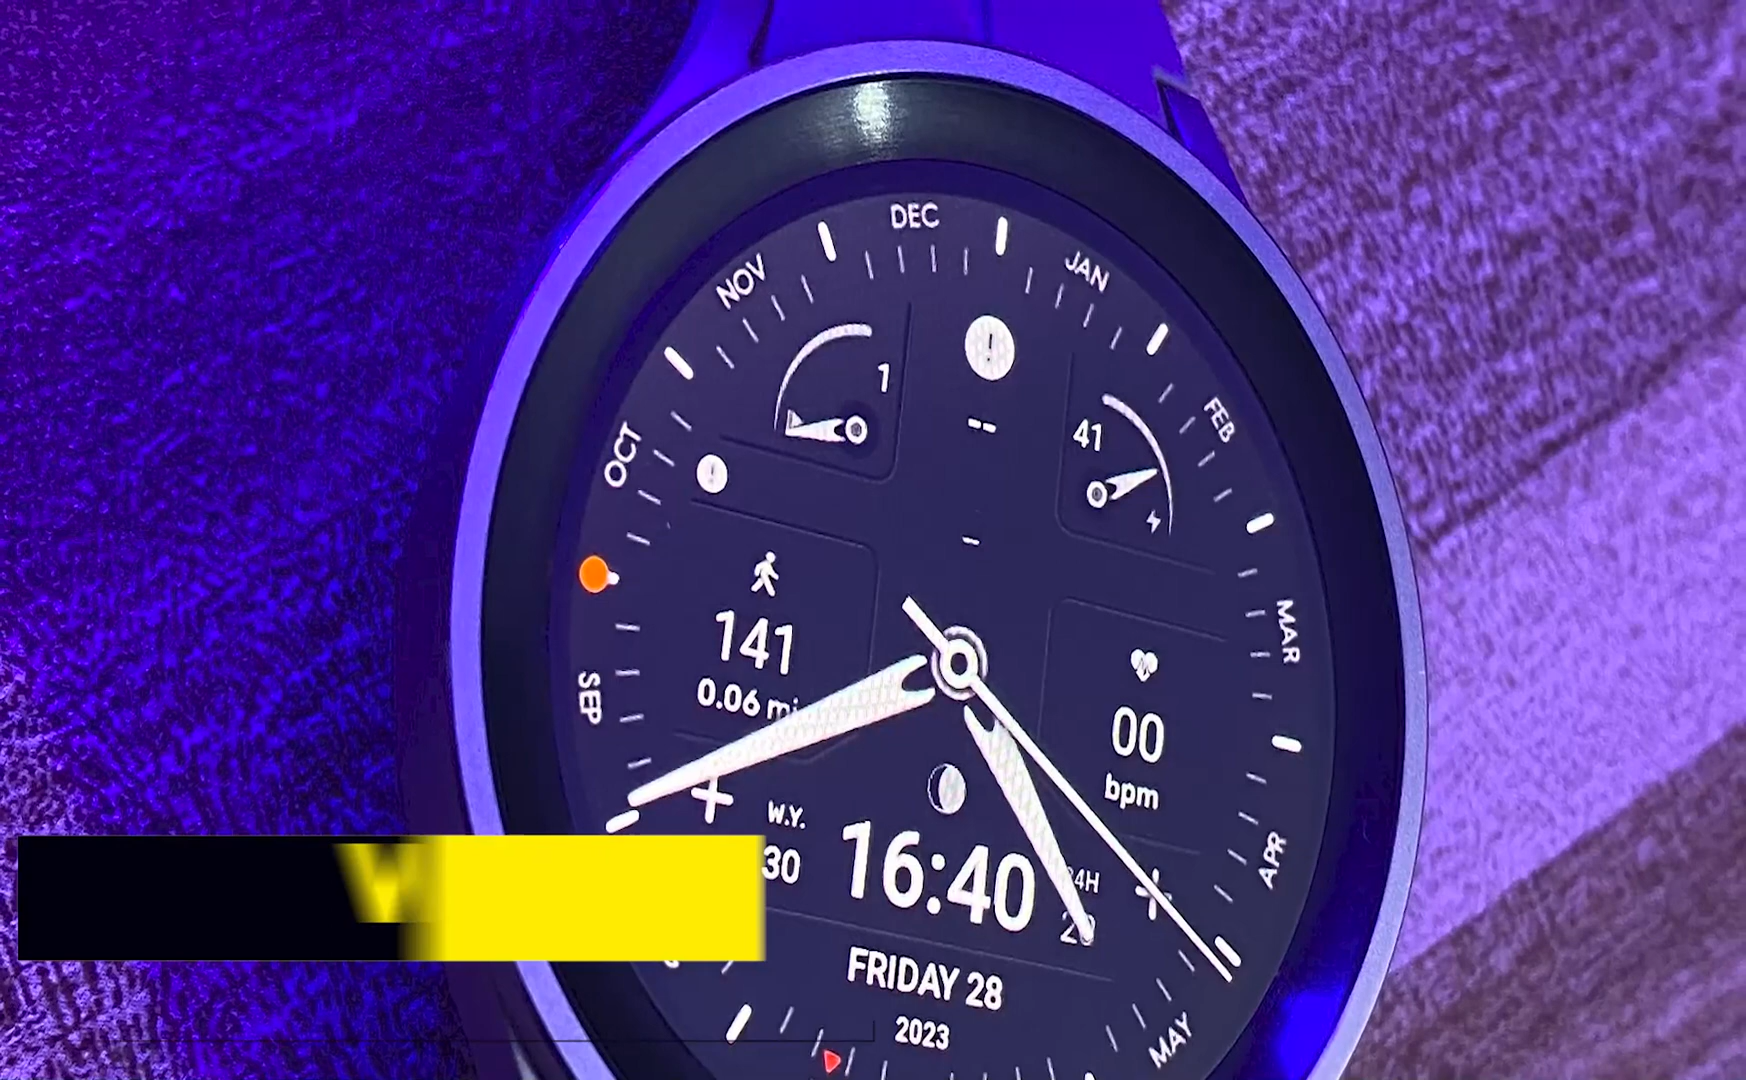 DEC
NOV
JAN
1
41
FEB
OCT
--
-
MAR
141
0.06 mi
SEP
00
bpm
W.Y.
30
16:40
24H
APR
FRIDAY 28
2023
MAY